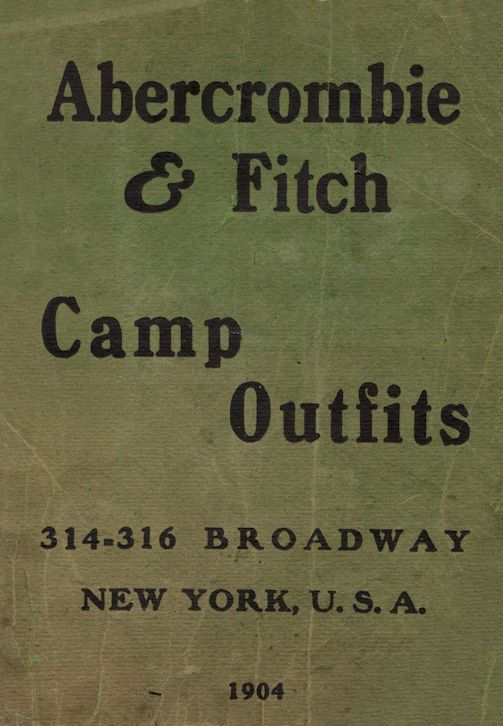 Abercrombie
& Fitch
Camp
Outfits
314-316 BROADWAY
NEW YORK, U. S. A.
1904